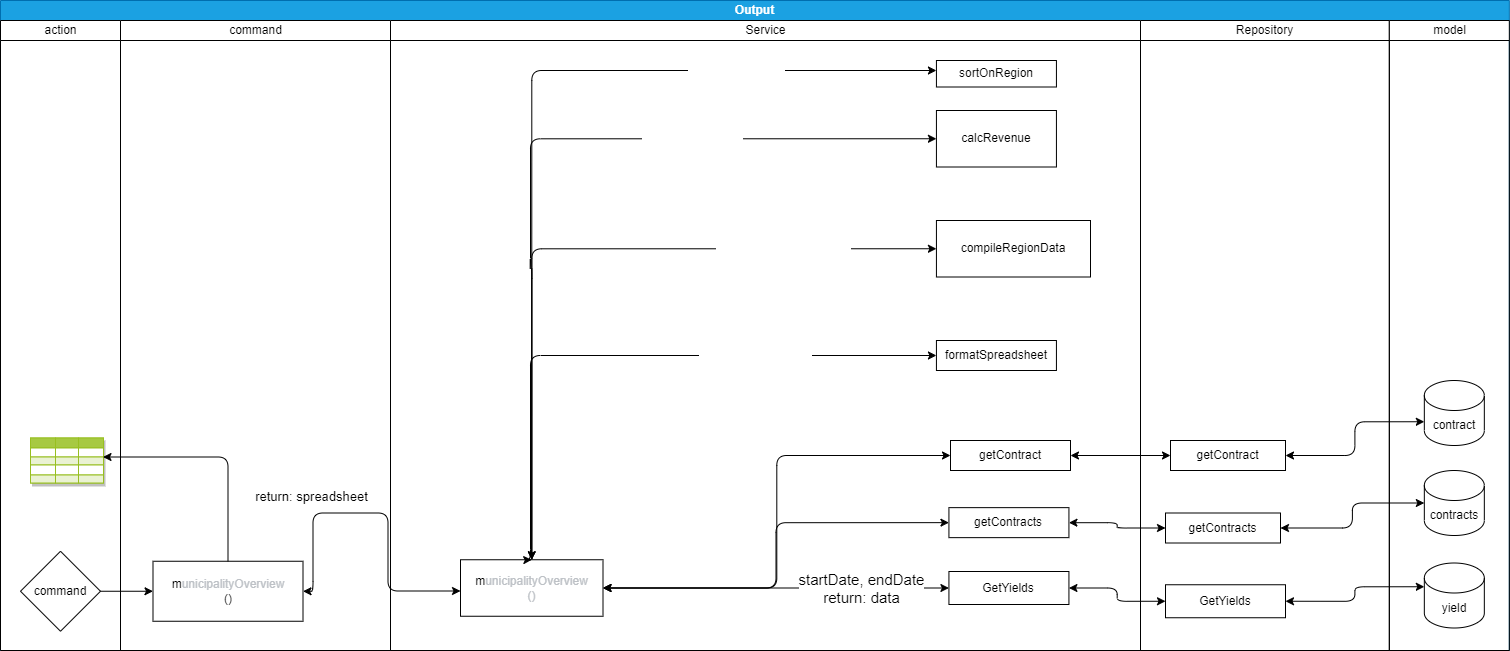 Output
action
command
Service
Repository
model
sortOnRegion
calcRevenue
compileRegionData
formatSpreadsheet
contract
getContract
getContract
return: spreadsheet
contracts
getContracts
getContracts
command
municipalityOverview
()
municipalityOverview
()
startDate, endDate
return: data
GetYields
GetYields
yield